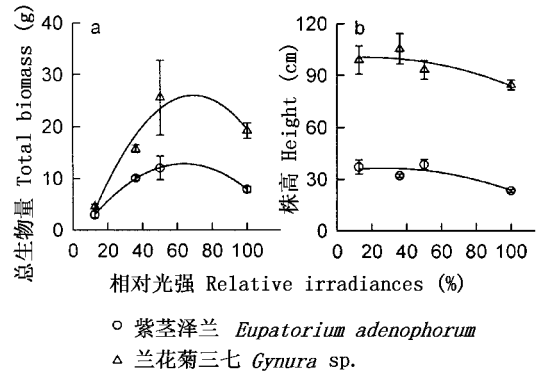 a
b
总生物量 Total biomass (g)
40
30
20
10
0
0 20 40 60 80 100
株高 Height (cm)
120
90
60
30
0
0 20 40 60 80 100
相对光强 Relative irradiances (%)
紫茎泽兰 Eupatorium adenophorum
兰花菊三七 Gynura sp.